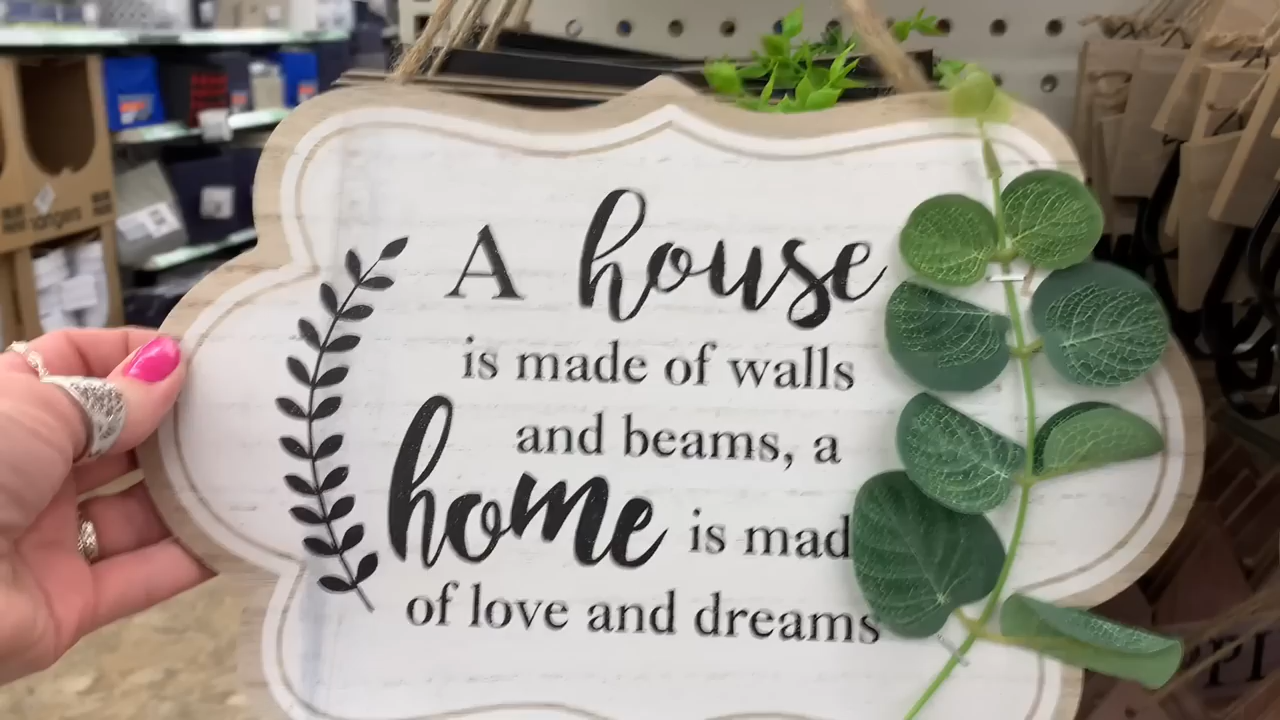 A house
is made of walls
and beams, a
home is mad
of love and dreams